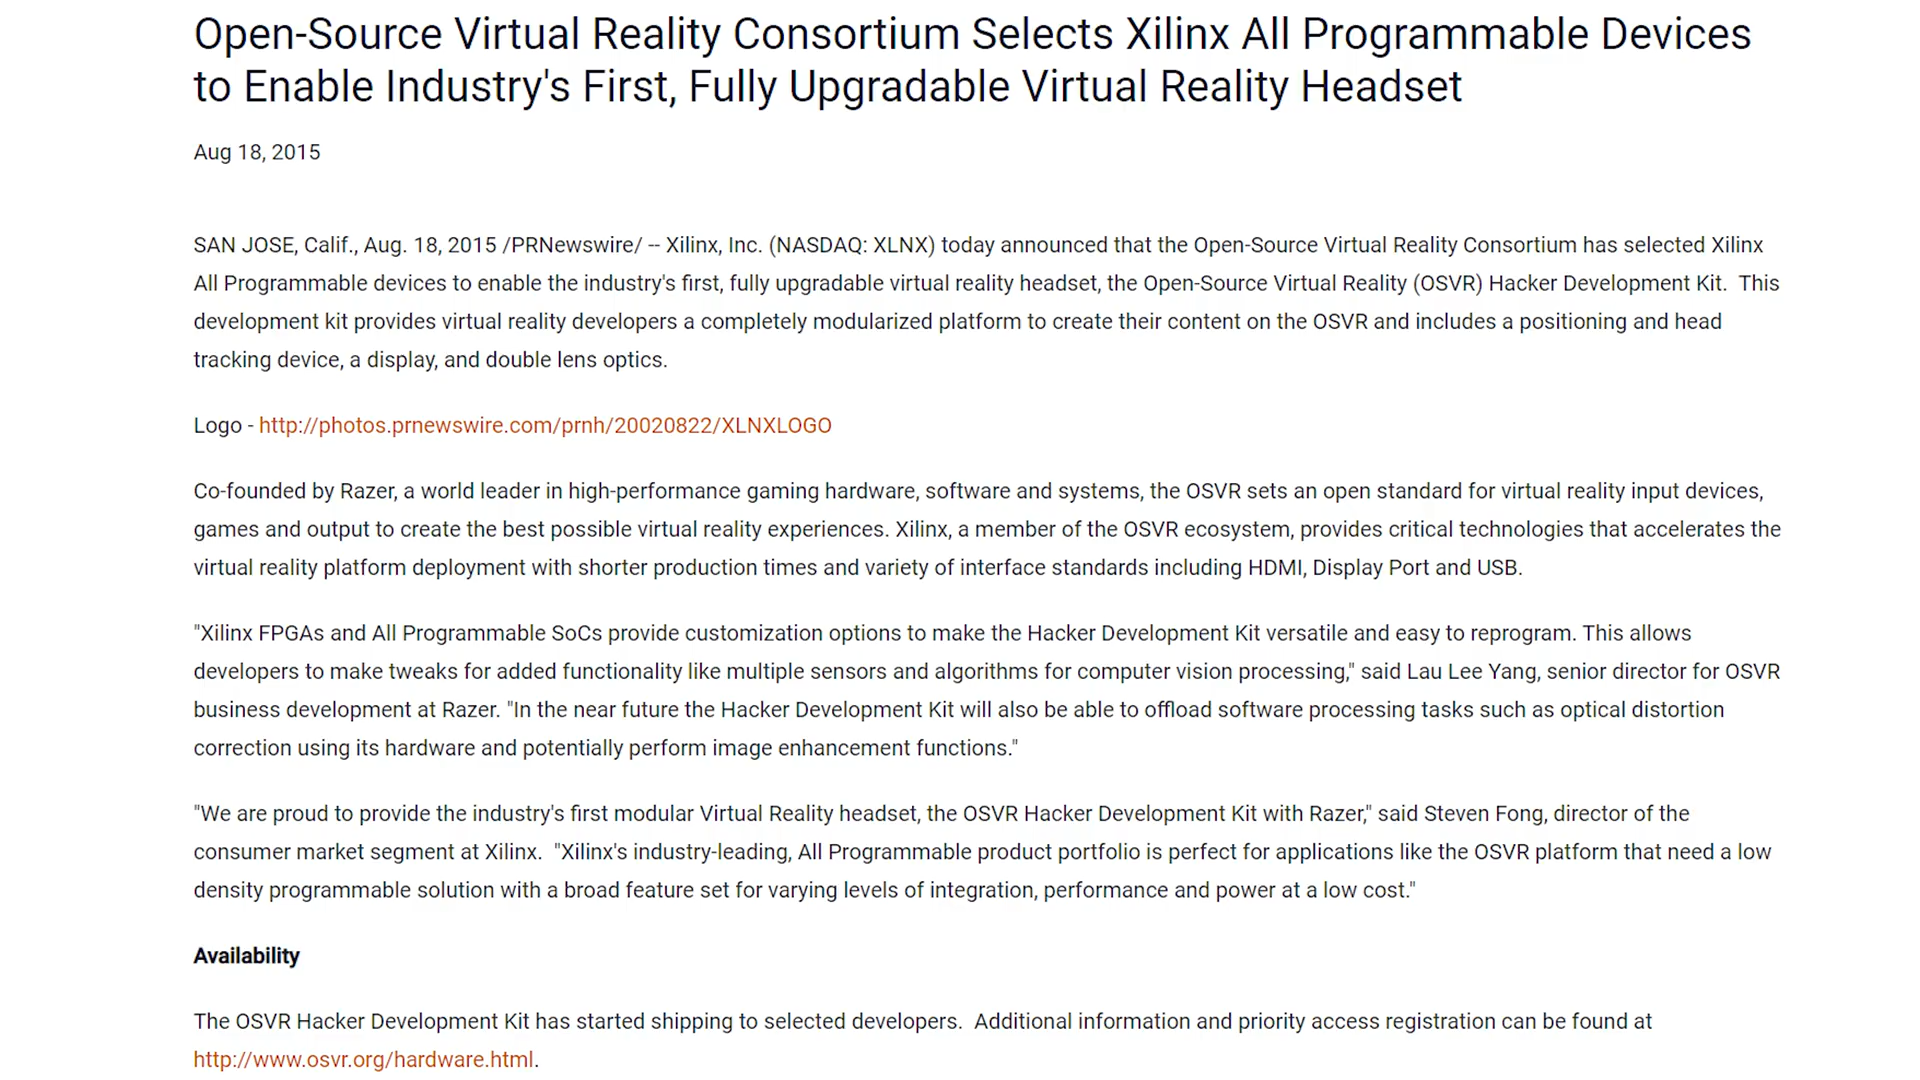 Open-Source Virtual Reality Consortium Selects Xilinx All Programmable Devices
to Enable Industry's First, Fully Upgradable Virtual Reality Headset
Aug 18, 2015
SAN JOSE, Calif., Aug. 18, 2015 /PRNewswire/ -- Xilinx, Inc. (NASDAQ: XLNX) today announced that the Open-Source Virtual Reality Consortium has selected Xilinx
All Programmable devices to enable the industry's first, fully upgradable virtual reality headset, the Open-Source Virtual Reality (OSVR) Hacker Development Kit.  This
development kit provides virtual reality developers a completely modularized platform to create their content on the OSVR and includes a positioning and head
tracking device, a display, and double lens optics.
Logo - http://photos.prnewswire.com/prnh/20020822/XLNXLOGO
Co-founded by Razer, a world leader in high-performance gaming hardware, software and systems, the OSVR sets an open standard for virtual reality input devices,
games and output to create the best possible virtual reality experiences. Xilinx, a member of the OSVR ecosystem, provides critical technologies that accelerates the
virtual reality platform deployment with shorter production times and variety of interface standards including HDMI, Display Port and USB.
"Xilinx FPGAs and All Programmable SoCs provide customization options to make the Hacker Development Kit versatile and easy to reprogram. This allows
developers to make tweaks for added functionality like multiple sensors and algorithms for computer vision processing," said Lau Lee Yang, senior director for OSVR
business development at Razer. "In the near future the Hacker Development Kit will also be able to offload software processing tasks such as optical distortion
correction using its hardware and potentially perform image enhancement functions."
"We are proud to provide the industry's first modular Virtual Reality headset, the OSVR Hacker Development Kit with Razer," said Steven Fong, director of the
consumer market segment at Xilinx.  "Xilinx's industry-leading, All Programmable product portfolio is perfect for applications like the OSVR platform that need a low
density programmable solution with a broad feature set for varying levels of integration, performance and power at a low cost."
Availability
The OSVR Hacker Development Kit has started shipping to selected developers.  Additional information and priority access registration can be found at
http://www.osvr.org/hardware.html.